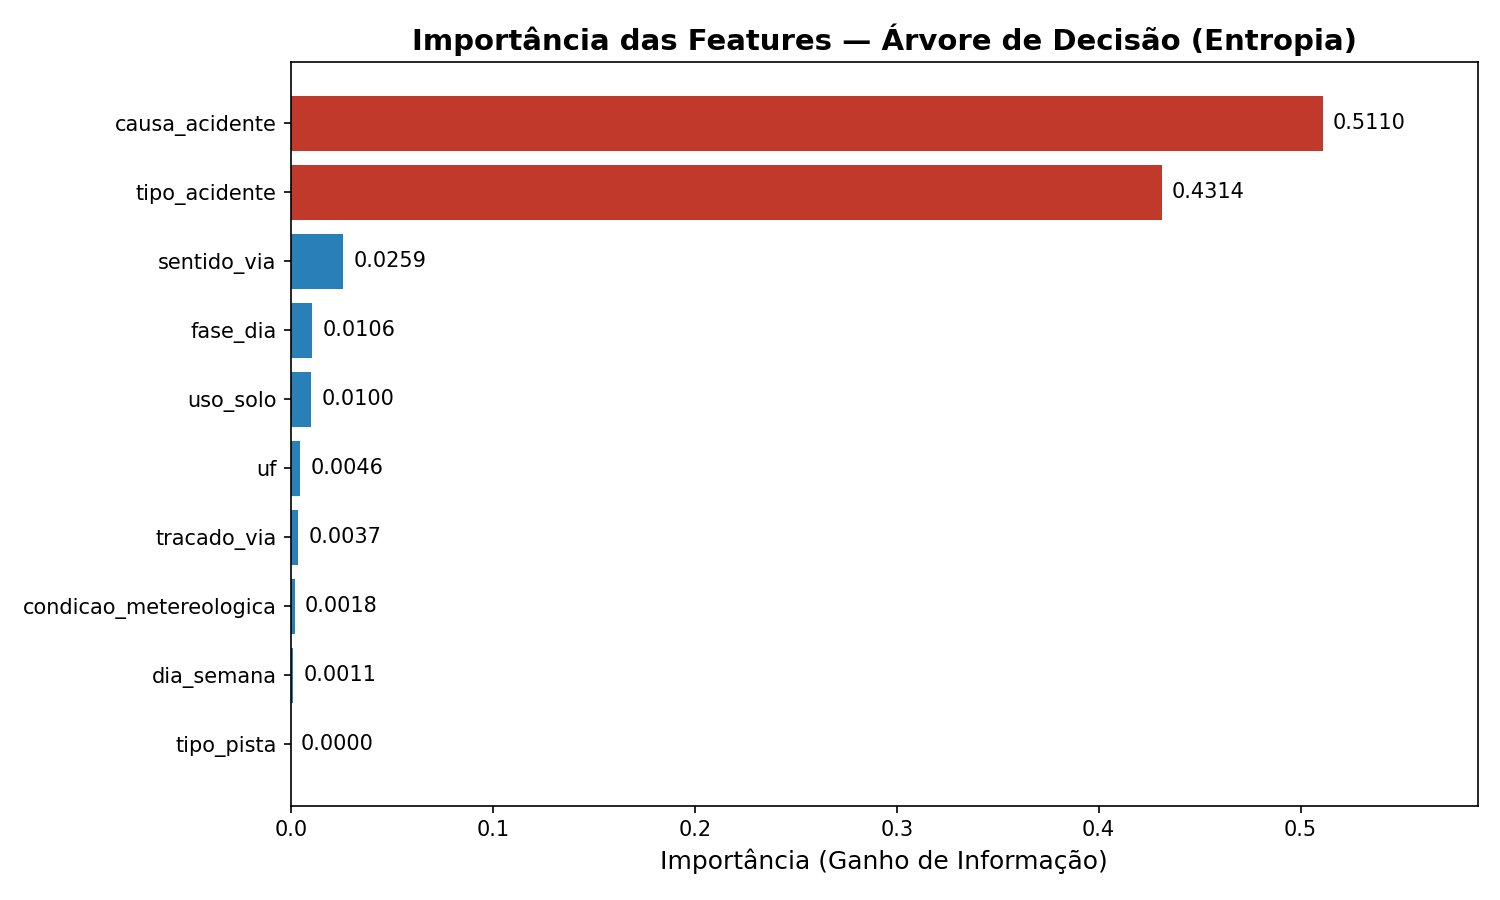 Importância das Features — Árvore de Decisão (Entropia)
causa_acidente 0.5110
tipo_acidente 0.4314
sentido_via 0.0259
fase_dia 0.0106
uso_solo 0.0100
uf 0.0046
tracado_via 0.0037
condicao_metereologica 0.0018
dia_semana 0.0011
tipo_pista 0.0000
0.0 0.1 0.2 0.3 0.4 0.5
Importância (Ganho de Informação)